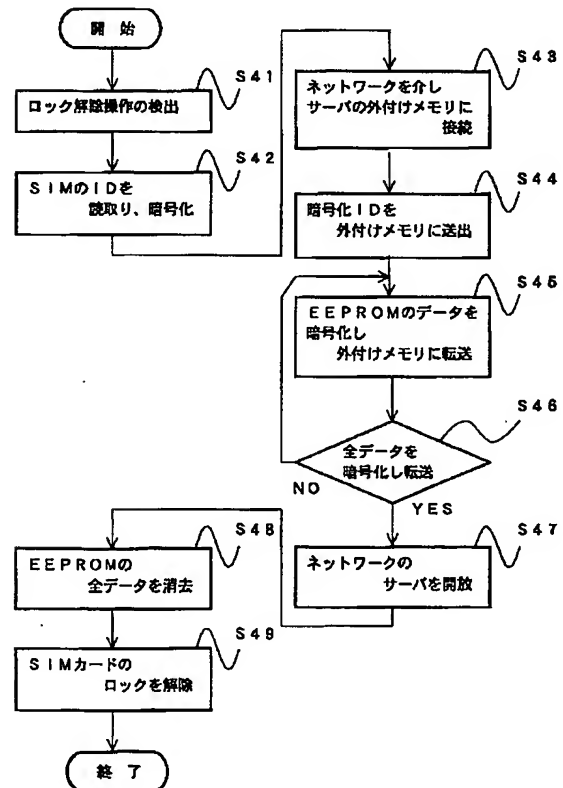 開 始
S41
ロック解除操作の検出
S42
SIMのIDを
読取り、暗号化
S43
ネットワークを介し
サーバの外付けメモリに
接続
S44
暗号化IDを
外付けメモリに送出
S45
EEPROMのデータを
暗号化し
外付けメモリに転送
S46
全データを
暗号化し転送
NO
YES
S47
ネットワークの
サーバを開放
S48
EEPROMの
全データを消去
S49
SIMカードの
ロックを解除
終 了